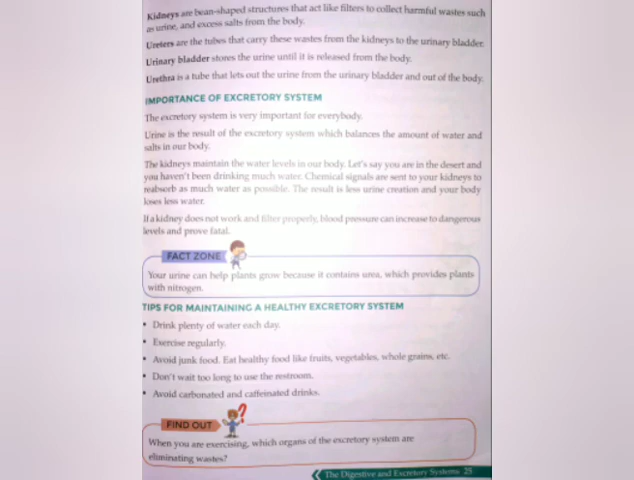 Kidneys are bean-shaped structures that act like filters to collect harmful wastes such
as urine, and excess salts from the body.
Ureters are the tubes that carry these wastes from the kidneys to the urinary bladder.
Urinary bladder stores the urine until it is released from the body.
Urethra is a tube that lets out the urine from the urinary bladder and out of the body.
IMPORTANCE OF EXCRETORY SYSTEM
The excretory system is very important for everybody.
Urine is the result of the excretory system which balances the amount of water and
salts in our body.
The kidneys maintain the water levels in our body. Let's say you are in the desert and
you haven't been drinking much water. Chemical signals are sent to your kidneys to
reabsorb as much water as possible. The result is less urine creation and your body
loses less water.
If a kidney does not work and filter properly, blood pressure can increase to dangerous
levels and prove fatal.
FACT ZONE
Your urine can help plants grow because it contains urea, which provides plants
with nitrogen.
TIPS FOR MAINTAINING A HEALTHY EXCRETORY SYSTEM
• Drink plenty of water each day.
• Exercise regularly.
• Avoid junk food. Eat healthy food like fruits, vegetables, whole grains, etc.
• Don't wait too long to use the restroom.
• Avoid carbonated and caffeinated drinks.
FIND OUT
When you are exercising, which organs of the excretory system are
eliminating wastes?
The Digestive and Excretory Systems 25